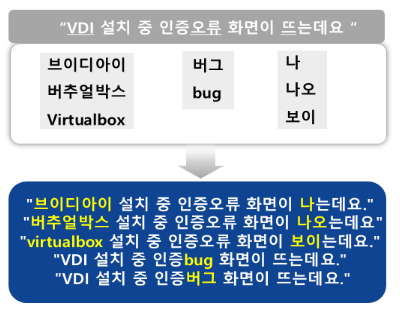 “VDI 설치 중 인증오류 화면이 뜨는데요 “
브이디아이 버그 나
버추얼박스 bug 나오
Virtualbox 보이
"브이디아이 설치 중 인증오류 화면이 나는데요."
"버추얼박스 설치 중 인증오류 화면이 나오는데요"
"virtualbox 설치 중 인증오류 화면이 보이는데요."
"VDI 설치 중 인증bug 화면이 뜨는데요."
"VDI 설치 중 인증버그 화면이 뜨는데요."